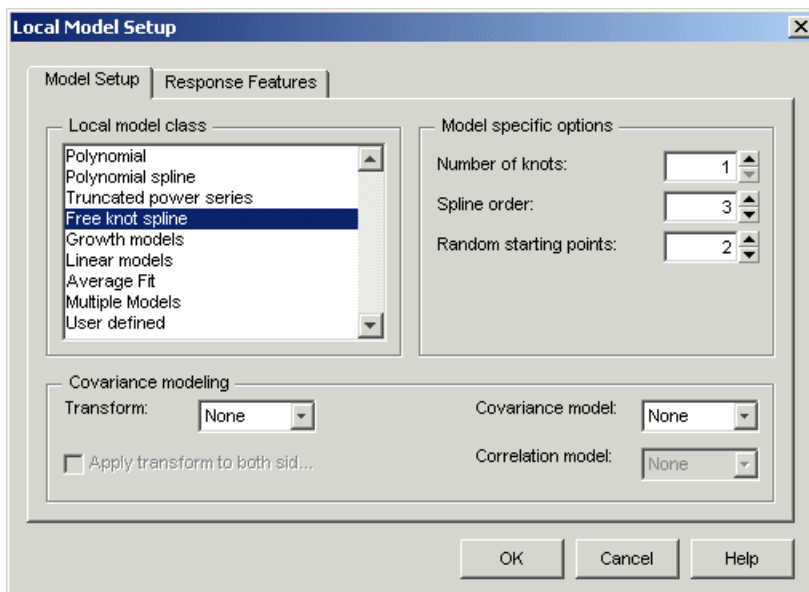 Local Model Setup
Model Setup
Response Features
Local model class
Polynomial
Polynomial spline
Truncated power series
Free knot spline
Growth models
Linear models
Average Fit
Multiple Models
User defined
Model specific options
Number of knots: 1
Spline order: 3
Random starting points: 2
Covariance modeling
Transform: None
Apply transform to both sid...
Covariance model: None
Correlation model: None
OK
Cancel
Help